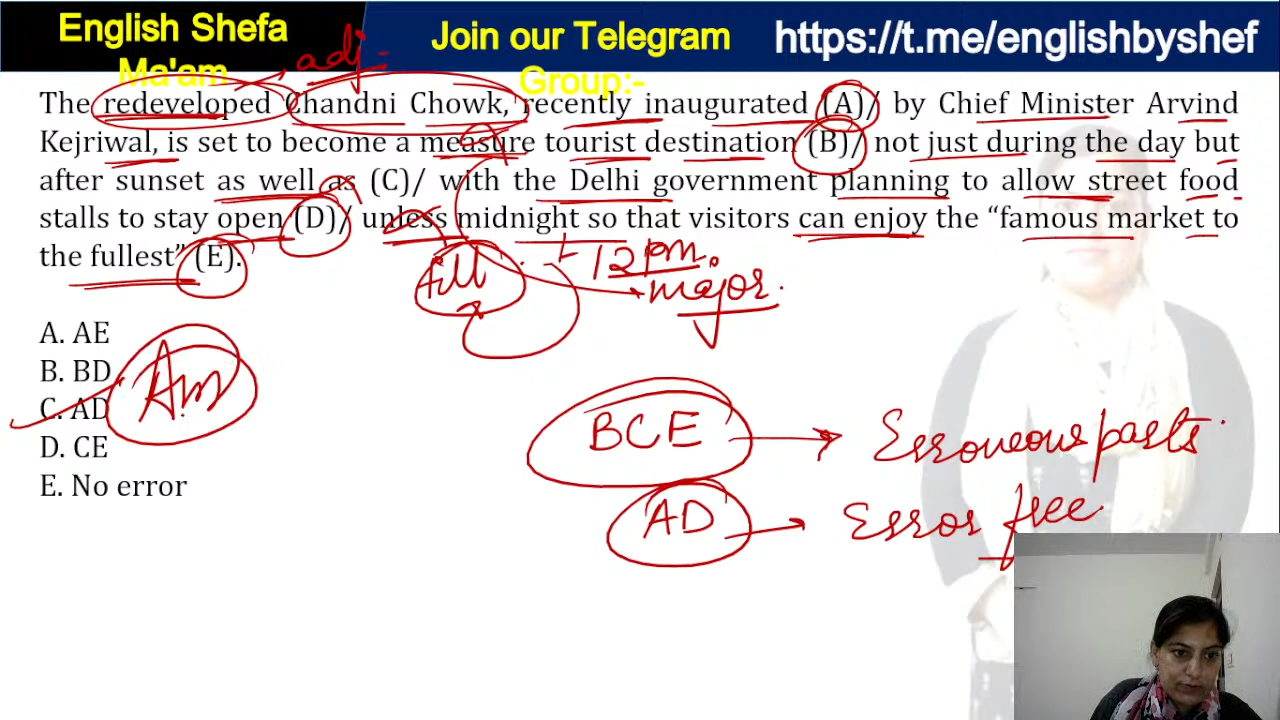 English Shefa
Ma'am
Join our Telegram
Group:-
https://t.me/englishbyshef
adj-
The redeveloped Chandni Chowk, recently inaugurated (A)/ by Chief Minister Arvind
Kejriwal, is set to become a measure tourist destination (B)/ not just during the day but
after sunset as well as (C)/ with the Delhi government planning to allow street food
stalls to stay open (D)/ unless midnight so that visitors can enjoy the “famous market to
the fullest” (E).
till
12 pm.
major.
A. AE
B. BD
C. AD
D. CE
E. No error
Ans
BCE
Erroneous parts
AD
Error free